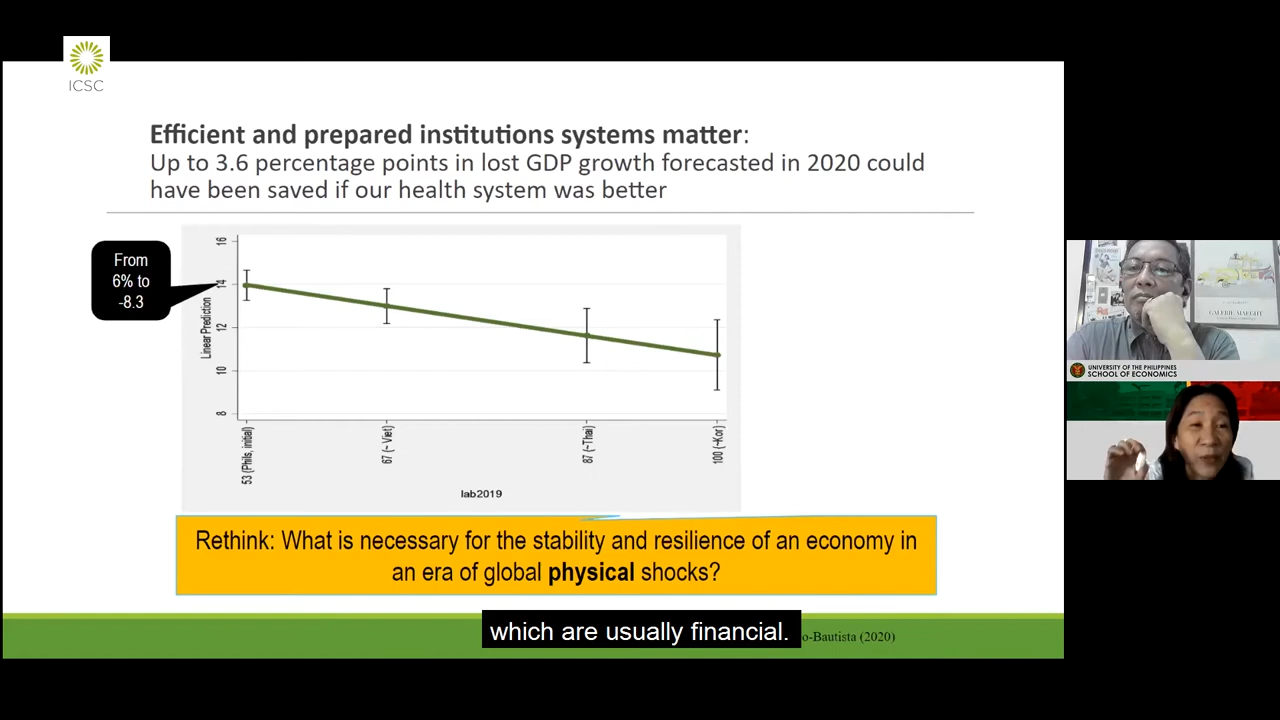 ICSC
Efficient and prepared institutions systems matter:
Up to 3.6 percentage points in lost GDP growth forecasted in 2020 could
have been saved if our health system was better
From
6% to
-8.3
16
14
12
10
8
Linear Prediction
53 (Phils, initial)
67 (~ Viet)
87 (~Thai)
100 (~Kor)
lab2019
Rethink: What is necessary for the stability and resilience of an economy in
an era of global physical shocks?
which are usually financial.
o-Bautista (2020)
GALERIE MAEGHT
UNIVERSITY OF THE PHILIPPINES
SCHOOL OF ECONOMICS